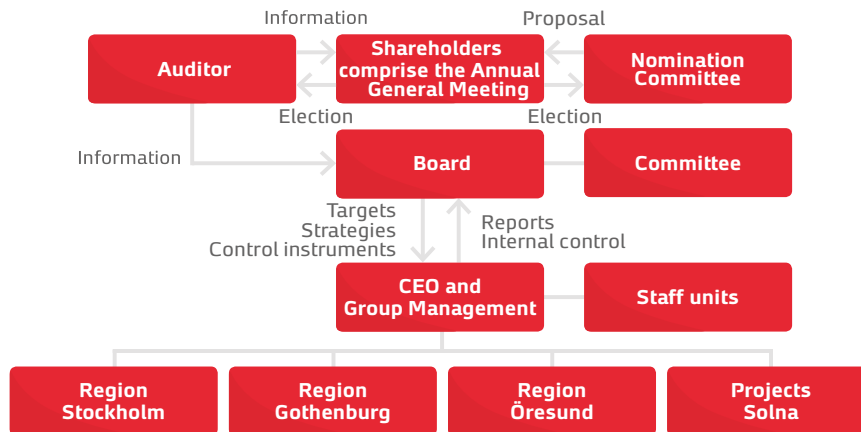 Information
Proposal
Auditor
Shareholders
comprise the Annual
General Meeting
Nomination
Committee
Election
Election
Information
Board
Committee
Targets
Strategies
Control instruments
Reports
Internal control
CEO and
Group Management
Staff units
Region
Stockholm
Region
Gothenburg
Region
Öresund
Projects
Solna